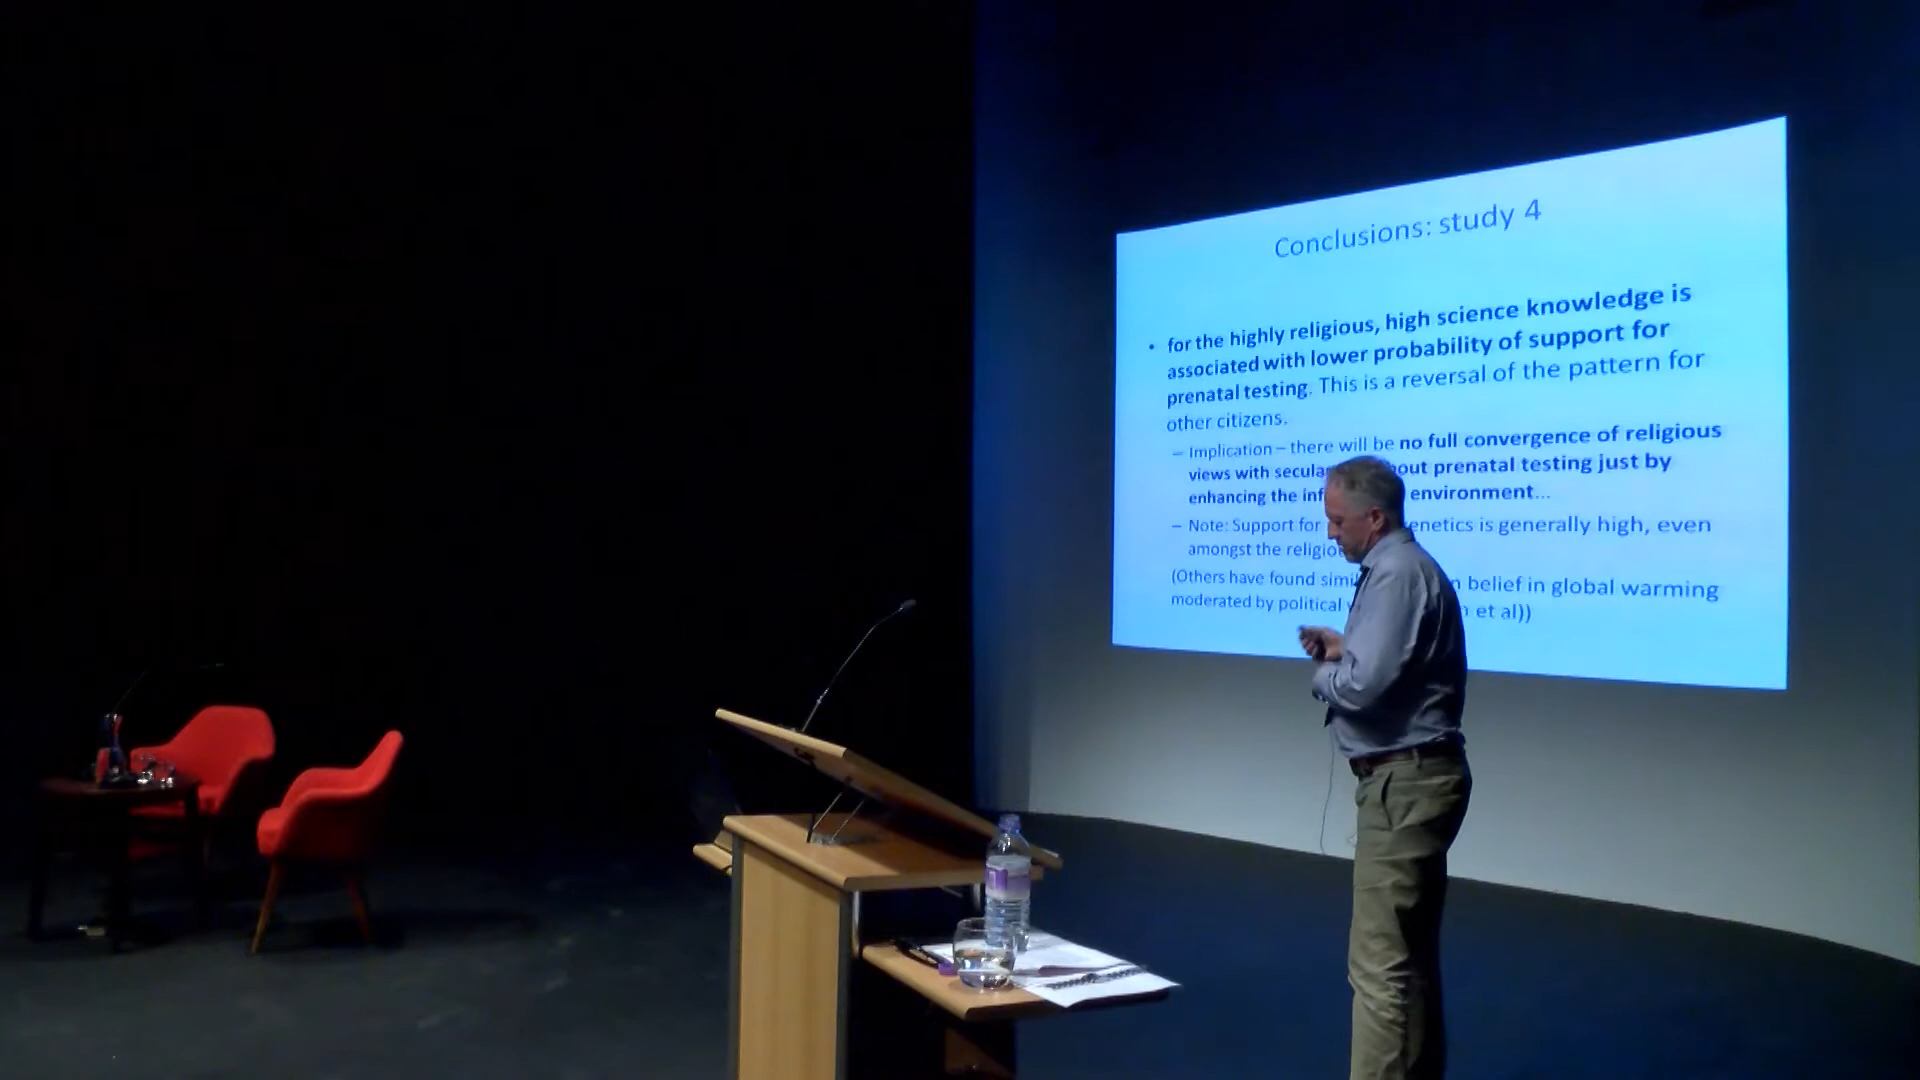 Conclusions: study 4
• for the highly religious, high science knowledge is
associated with lower probability of support for
prenatal testing. This is a reversal of the pattern for
other citizens.
– Implication – there will be no full convergence of religious
views with secular out prenatal testing just by
enhancing the inf environment...
– Note: Support for enetics is generally high, even
amongst the religio
(Others have found simi n belief in global warming
moderated by political et al))